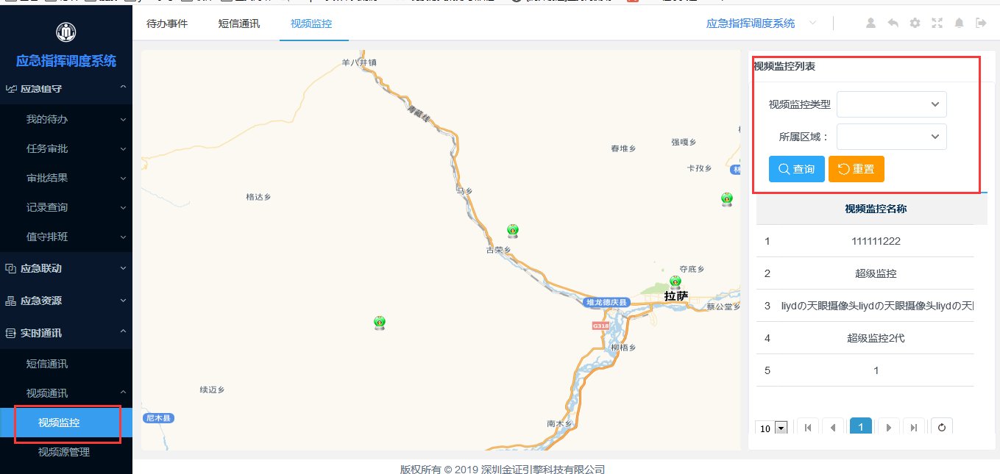 待办事件
短信通讯
视频监控
应急指挥调度系统
应急指挥调度系统
应急值守
我的待办
任务审批
审批结果
记录查询
值守排班
应急联动
应急资源
实时通讯
短信通讯
视频通讯
视频监控
视频源管理
羊八井镇
青藏线
春堆乡
强嘎乡
卡孜乡
林
格达乡
马乡
古荣乡
夺底乡
拉萨
堆龙德庆县
蔡公堂乡
G318
柳梧乡
续迈乡
尼木县
南木乡
视频监控列表
视频监控类型
所属区域：
查询
重置
视频监控名称
1 111111222
2 超级监控
3 liydの天眼摄像头liydの天眼摄像头liydの天
4 超级监控2代
5 1
10
1
版权所有 © 2019 深圳金证引擎科技有限公司